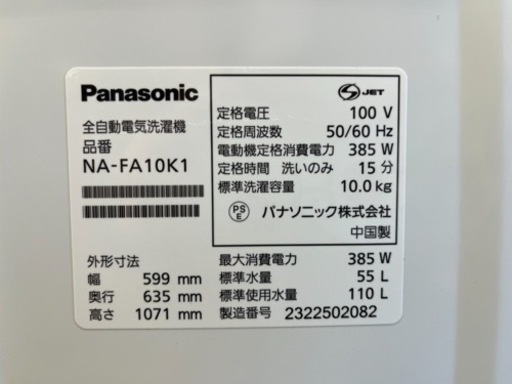 Panasonic
全自動電気洗濯機
品番
NA-FA10K1
外形寸法
幅 599 mm
奥行 635 mm
高さ 1071 mm
S JET
定格電圧 100 V
定格周波数 50/60 Hz
電動機定格消費電力 385 W
定格時間 洗いのみ 15 分
標準洗濯容量 10.0 kg
PS E パナソニック株式会社
中国製
最大消費電力 385 W
標準水量 55 L
標準使用水量 110 L
製造番号 2322502082